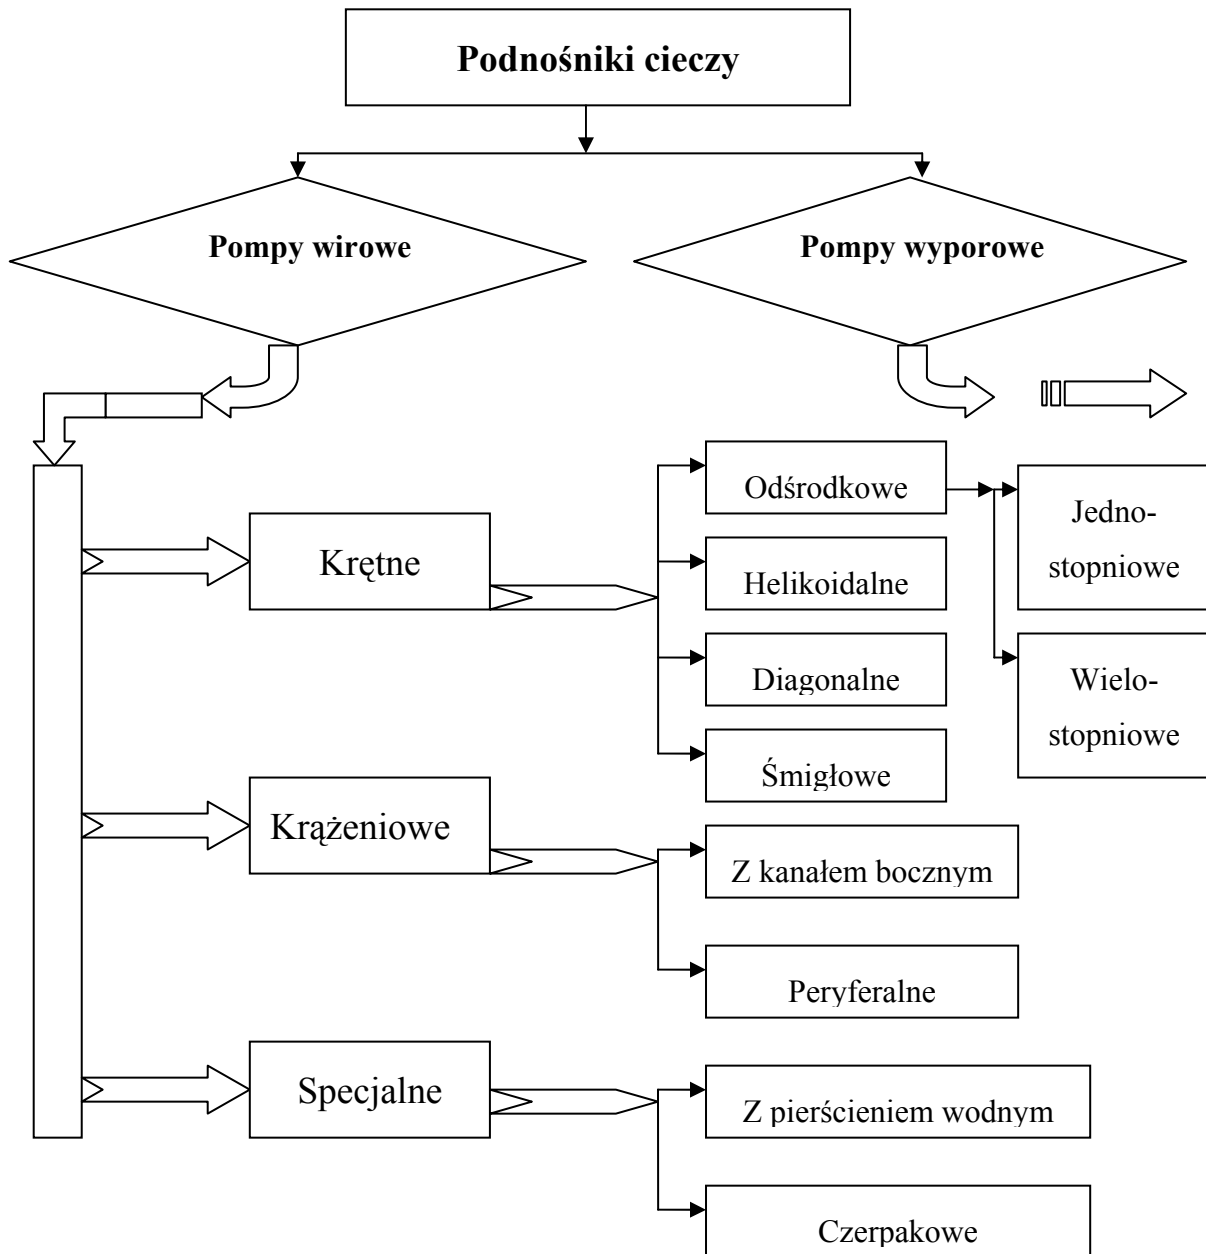 Podnośniki cieczy
Pompy wirowe
Pompy wyporowe
Krętne
Odśrodkowe
Jedno-
stopniowe
Helikoidalne
Diagonalne
Wielo-
stopniowe
Śmigłowe
Krążeniowe
Z kanałem bocznym
Peryferalne
Specjalne
Z pierścieniem wodnym
Czerpakowe